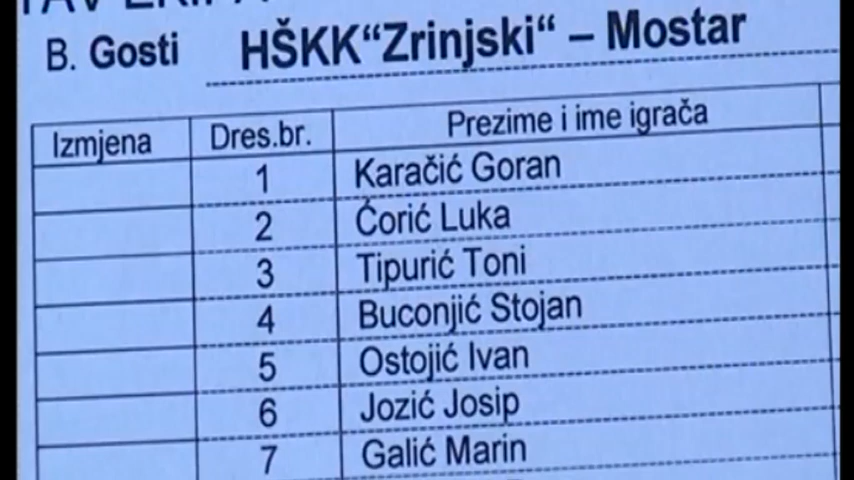 B. Gosti HŠKK“Zrinjski“ – Mostar
Izmjena Dres.br. Prezime i ime igrača
1 Karačić Goran
2 Ćorić Luka
3 Tipurić Toni
4 Buconjić Stojan
5 Ostojić Ivan
6 Jozić Josip
7 Galić Marin